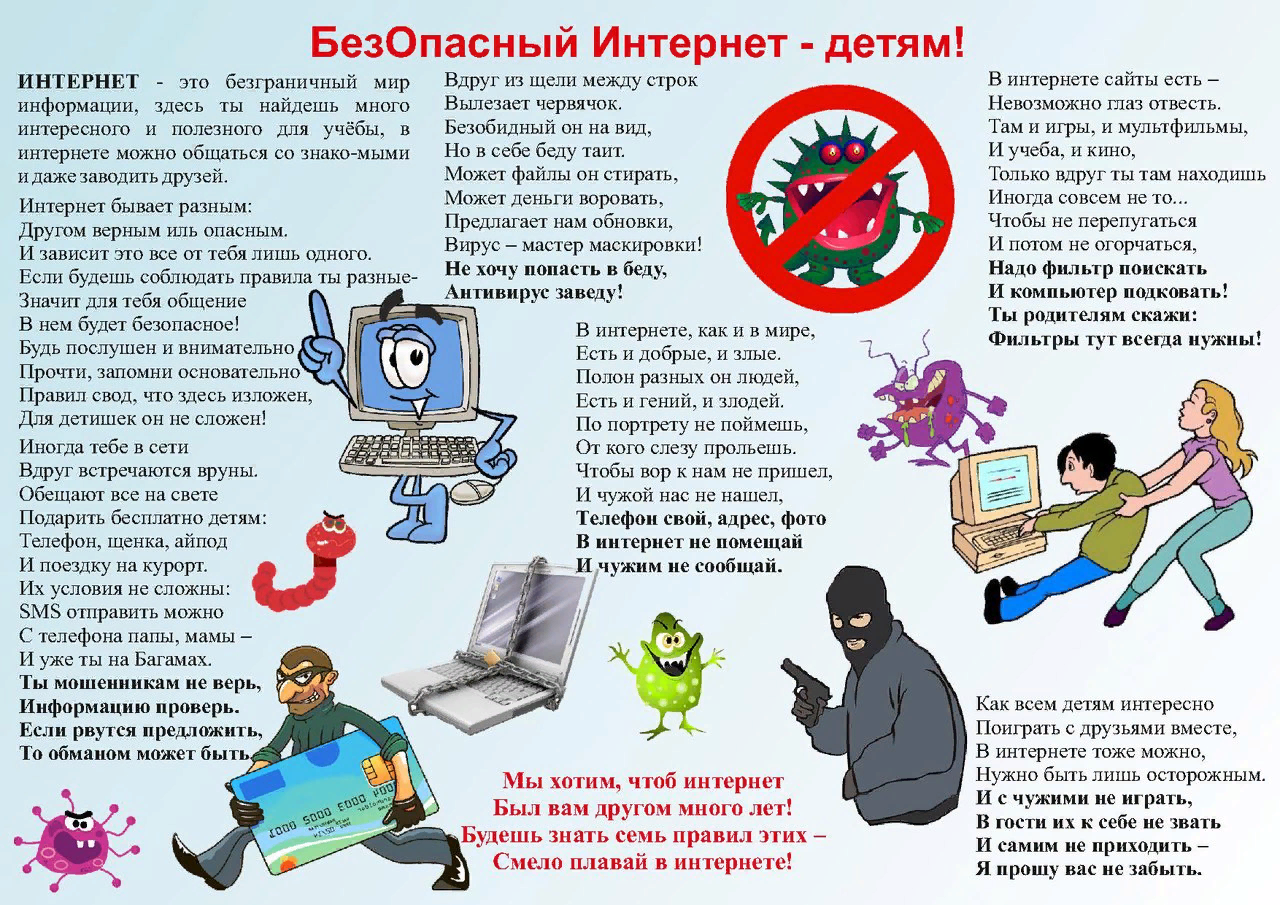 БезОпасный Интернет - детям!
ИНТЕРНЕТ - это безграничный мир
информации, здесь ты найдешь много
интересного и полезного для учёбы, в
интернете можно общаться со знако-мыми
и даже заводить друзей.
Интернет бывает разным:
Другом верным иль опасным.
И зависит это все от тебя лишь одного.
Если будешь соблюдать правила ты разные-
Значит для тебя общение
В нем будет безопасное!
Будь послушен и внимательно
Прочти, запомни основательно
Правил свод, что здесь изложен,
Для детишек он не сложен!
Иногда тебе в сети
Вдруг встречаются вруны.
Обещают все на свете
Подарить бесплатно детям:
Телефон, щенка, айпод
И поездку на курорт.
Их условия не сложны:
SMS отправить можно
С телефона папы, мамы –
И уже ты на Багамах.
Ты мошенникам не верь,
Информацию проверь.
Если рвутся предложить,
То обманом может быть.
Вдруг из щели между строк
Вылезает червячок.
Безобидный он на вид,
Но в себе беду таит.
Может файлы он стирать,
Может деньги воровать,
Предлагает нам обновки,
Вирус – мастер маскировки!
Не хочу попасть в беду,
Антивирус заведу!
В интернете, как и в мире,
Есть и добрые, и злые.
Полон разных он людей,
Есть и гений, и злодей.
По портрету не поймешь,
От кого слезу прольешь.
Чтобы вор к нам не пришел,
И чужой нас не нашел,
Телефон свой, адрес, фото
В интернет не помещай
И чужим не сообщай.
В интернете сайты есть –
Невозможно глаз отвесть.
Там и игры, и мультфильмы,
И учеба, и кино,
Только вдруг ты там находишь
Иногда совсем не то...
Чтобы не перепугаться
И потом не огорчаться,
Надо фильтр поискать
И компьютер подковать!
Ты родителям скажи:
Фильтры тут всегда нужны!
Как всем детям интересно
Поиграть с друзьями вместе,
В интернете тоже можно,
Нужно быть лишь осторожным.
И с чужими не играть,
В гости их к себе не звать
И самим не приходить –
Я прошу вас не забыть.
Мы хотим, чтоб интернет
Был вам другом много лет!
Будешь знать семь правил этих –
Смело плавай в интернете!